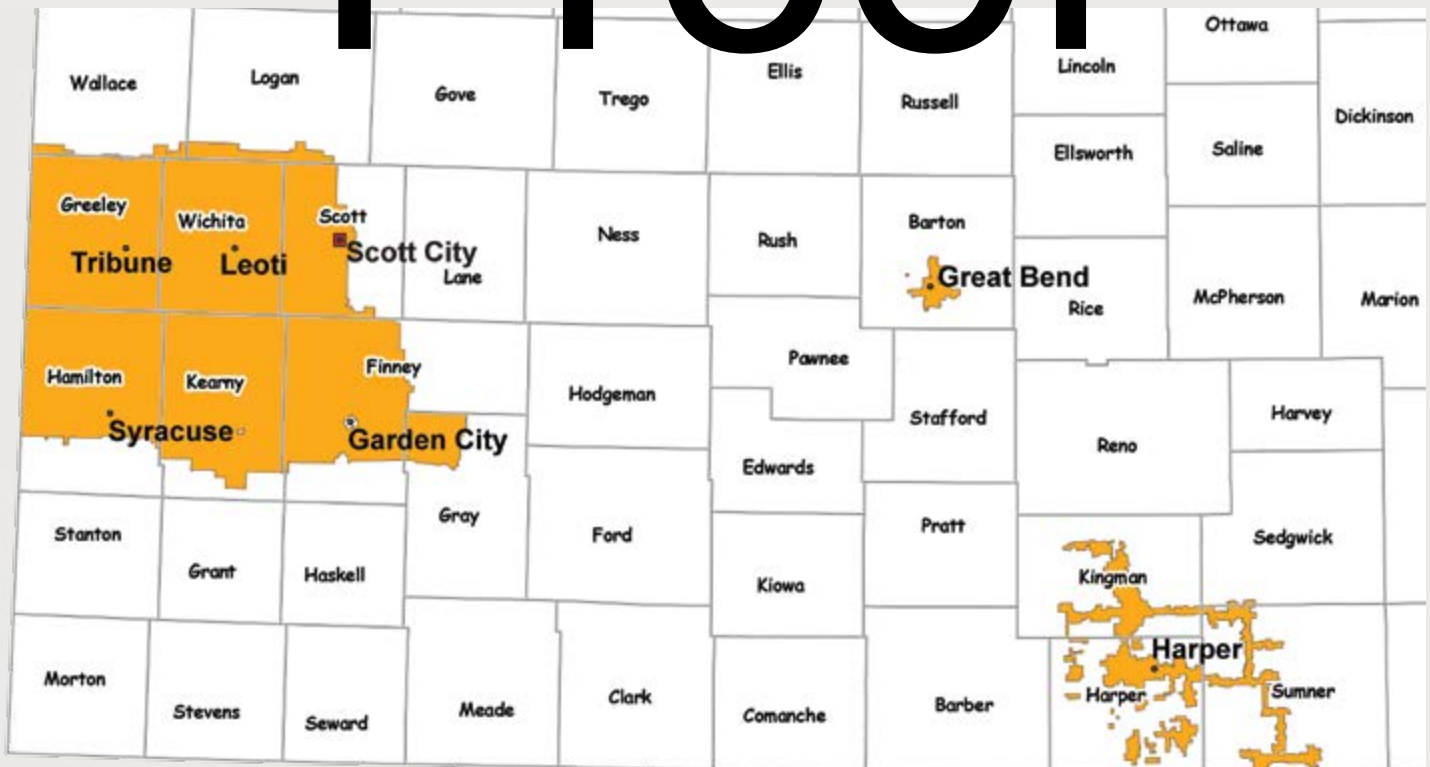 Proof
Ottawa
Lincoln
Ellis
Logan
Wallace
Gove
Trego
Russell
Dickinson
Saline
Ellsworth
Greeley
Wichita
Scott
Barton
Ness
Rush
Tribune
Leoti
Scott City
Lane
Great Bend
Rice
McPherson
Marion
Pawnee
Finney
Hamilton
Kearny
Hodgeman
Stafford
Harvey
Syracuse
Garden City
Reno
Edwards
Gray
Pratt
Stanton
Ford
Sedgwick
Grant
Haskell
Kingman
Kiowa
Harper
Morton
Stevens
Seward
Meade
Clark
Comanche
Barber
Harper
Sumner